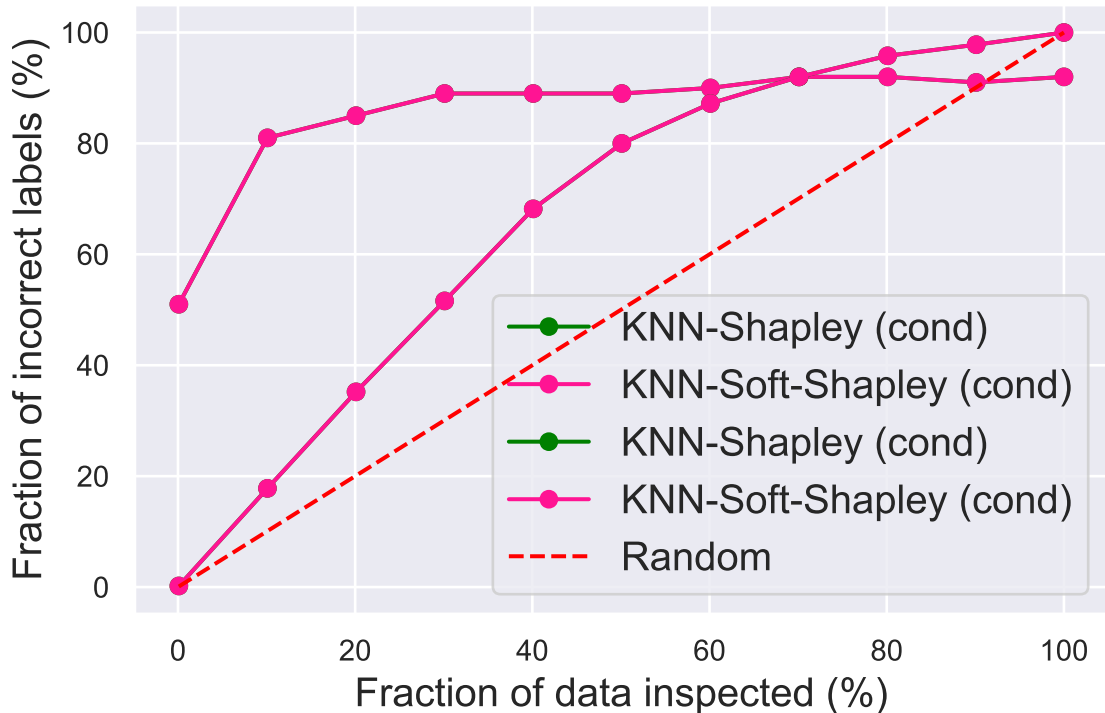 Fraction of incorrect labels (%)
100
80
60
40
20
0
KNN-Shapley (cond)
KNN-Soft-Shapley (cond)
KNN-Shapley (cond)
KNN-Soft-Shapley (cond)
Random
0 20 40 60 80 100
Fraction of data inspected (%)